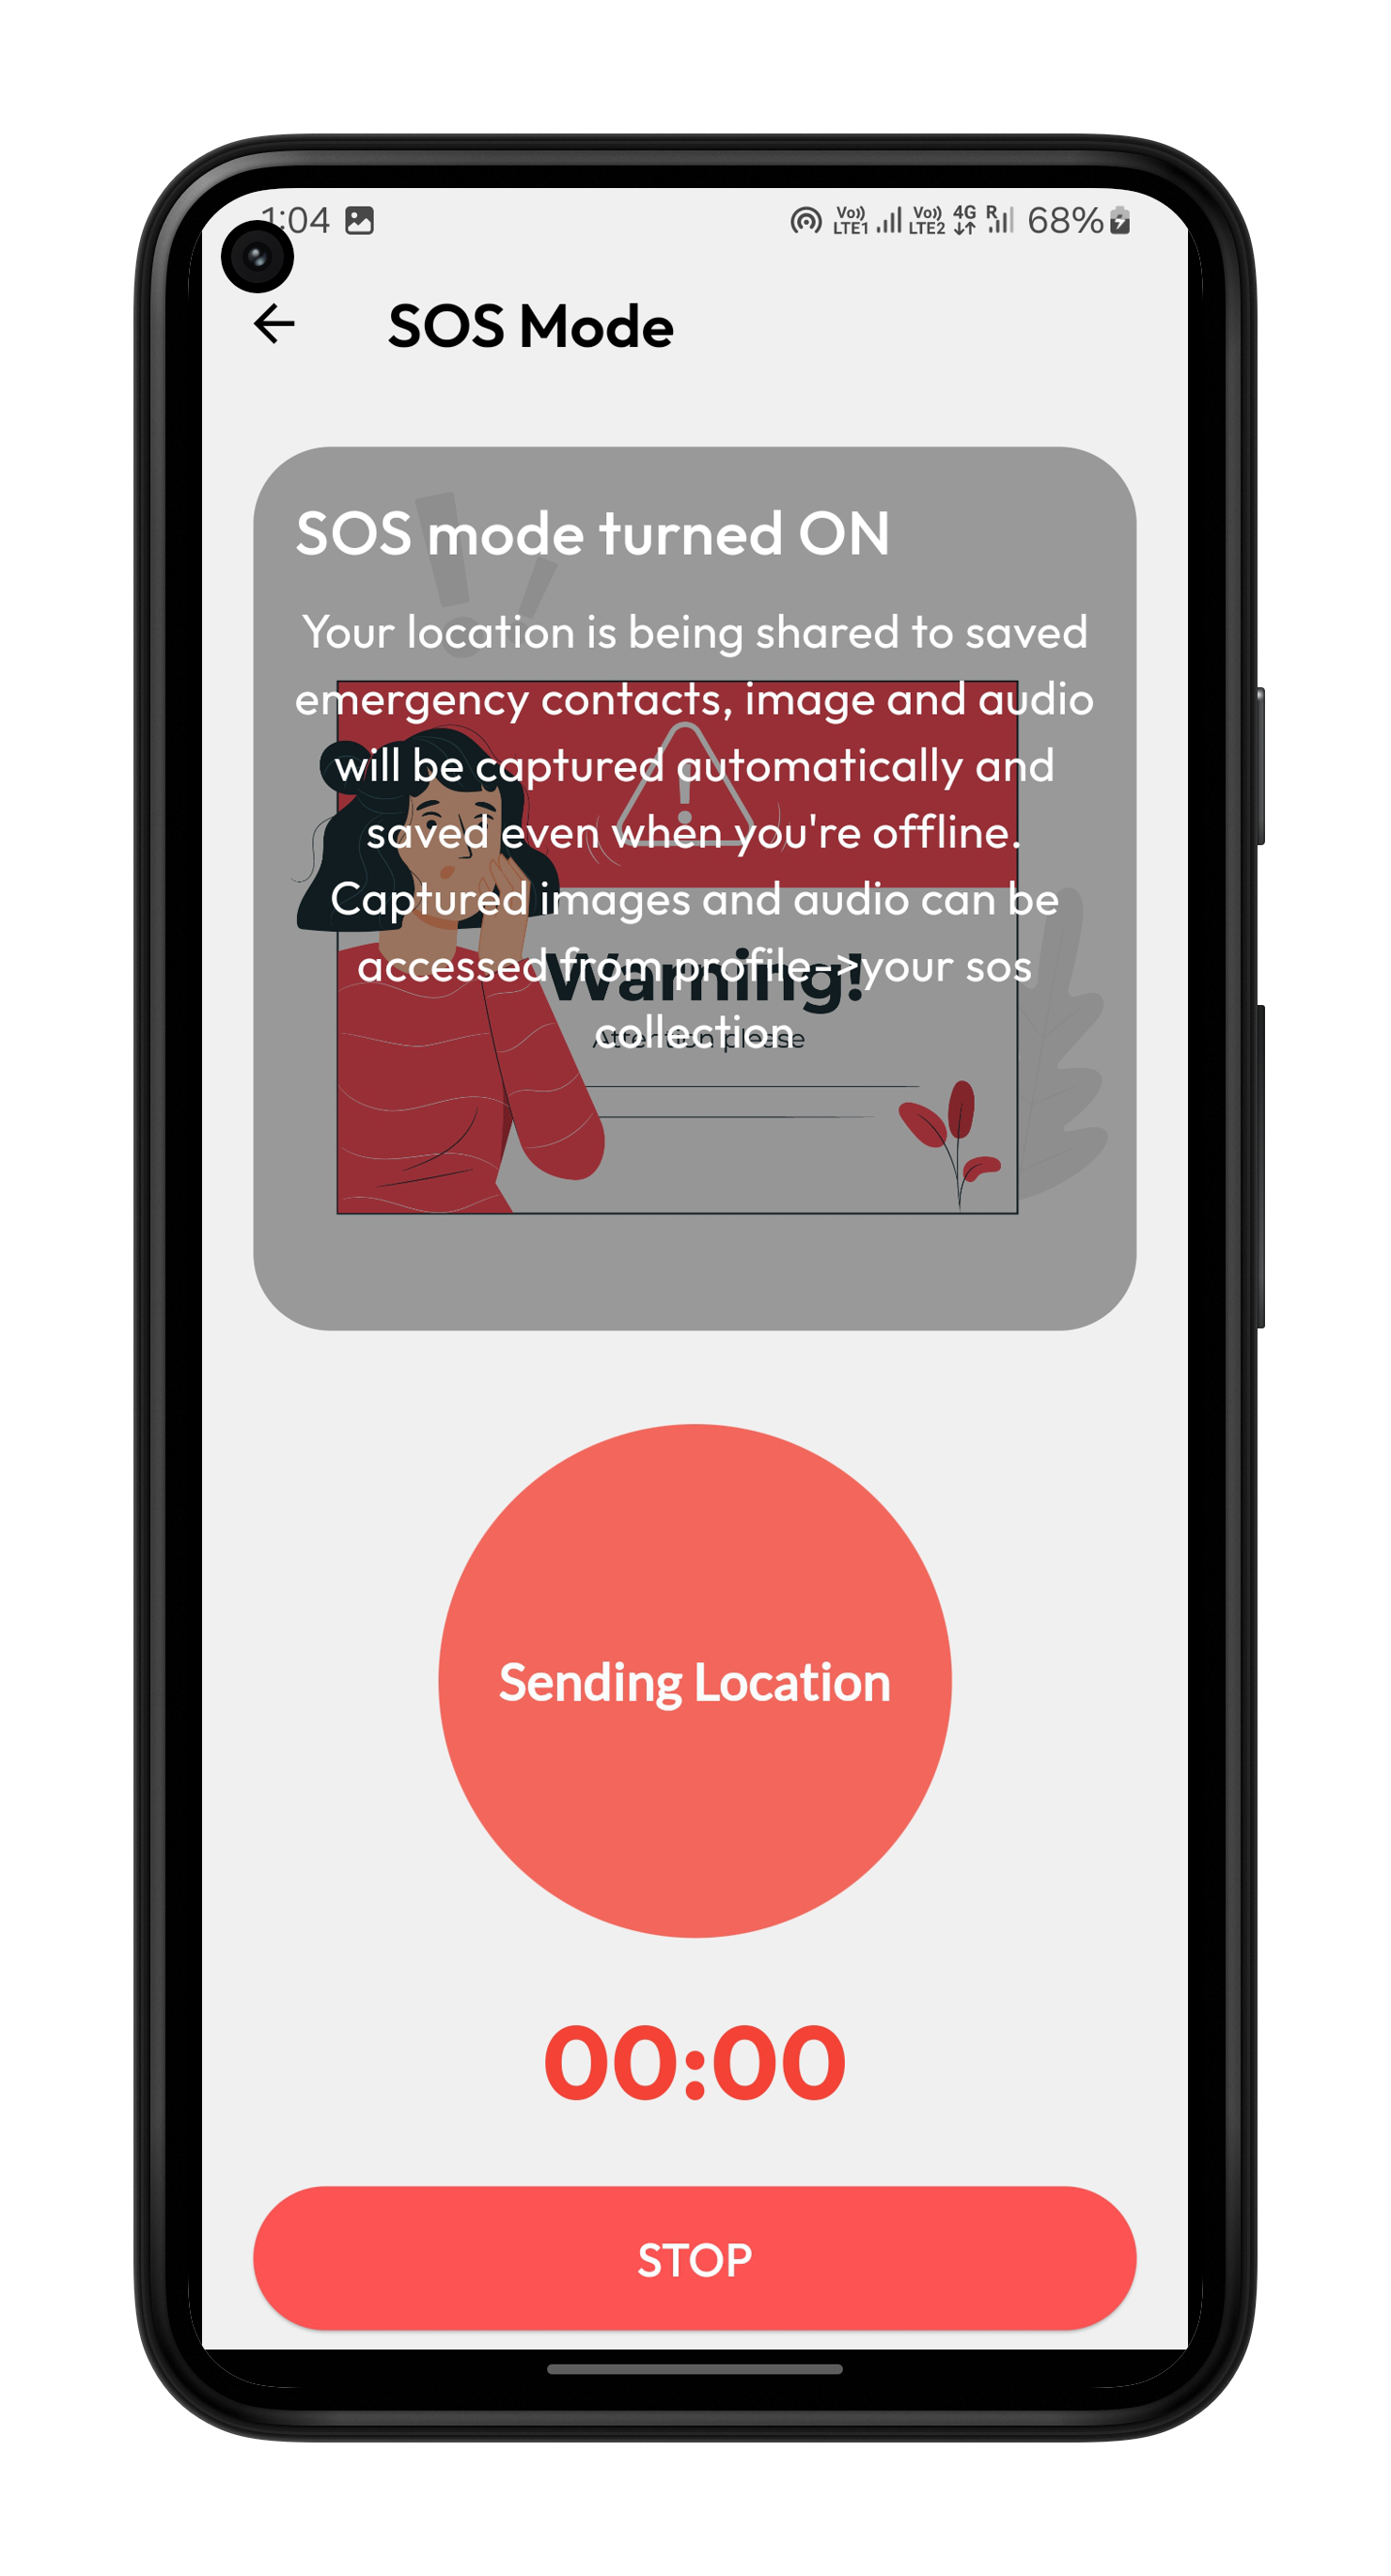 1:04 Vo)) LTE1 Vo)) LTE2 4G R 68%
SOS Mode
SOS mode turned ON
Your location is being shared to saved
emergency contacts, image and audio
will be captured automatically and
saved even when you're offline.
Captured images and audio can be
accessed from profile->your sos
collection
Warning!
Attention please
Sending Location
00:00
STOP